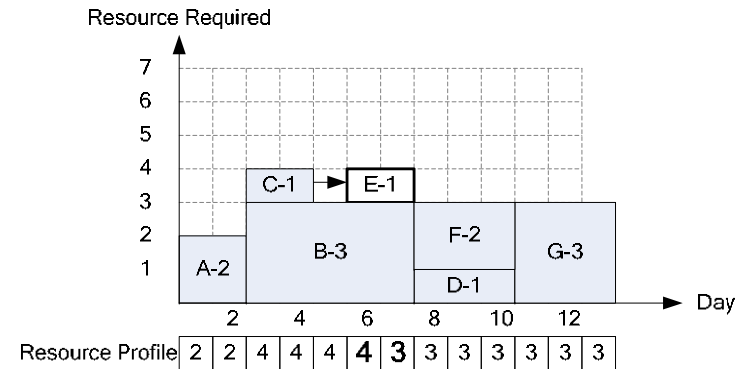 Resource Required
7
6
5
4
3
2
1
C-1
E-1
A-2
B-3
F-2
D-1
G-3
2 4 6 8 10 12 Day
Resource Profile 2 2 4 4 4 4 3 3 3 3 3 3 3